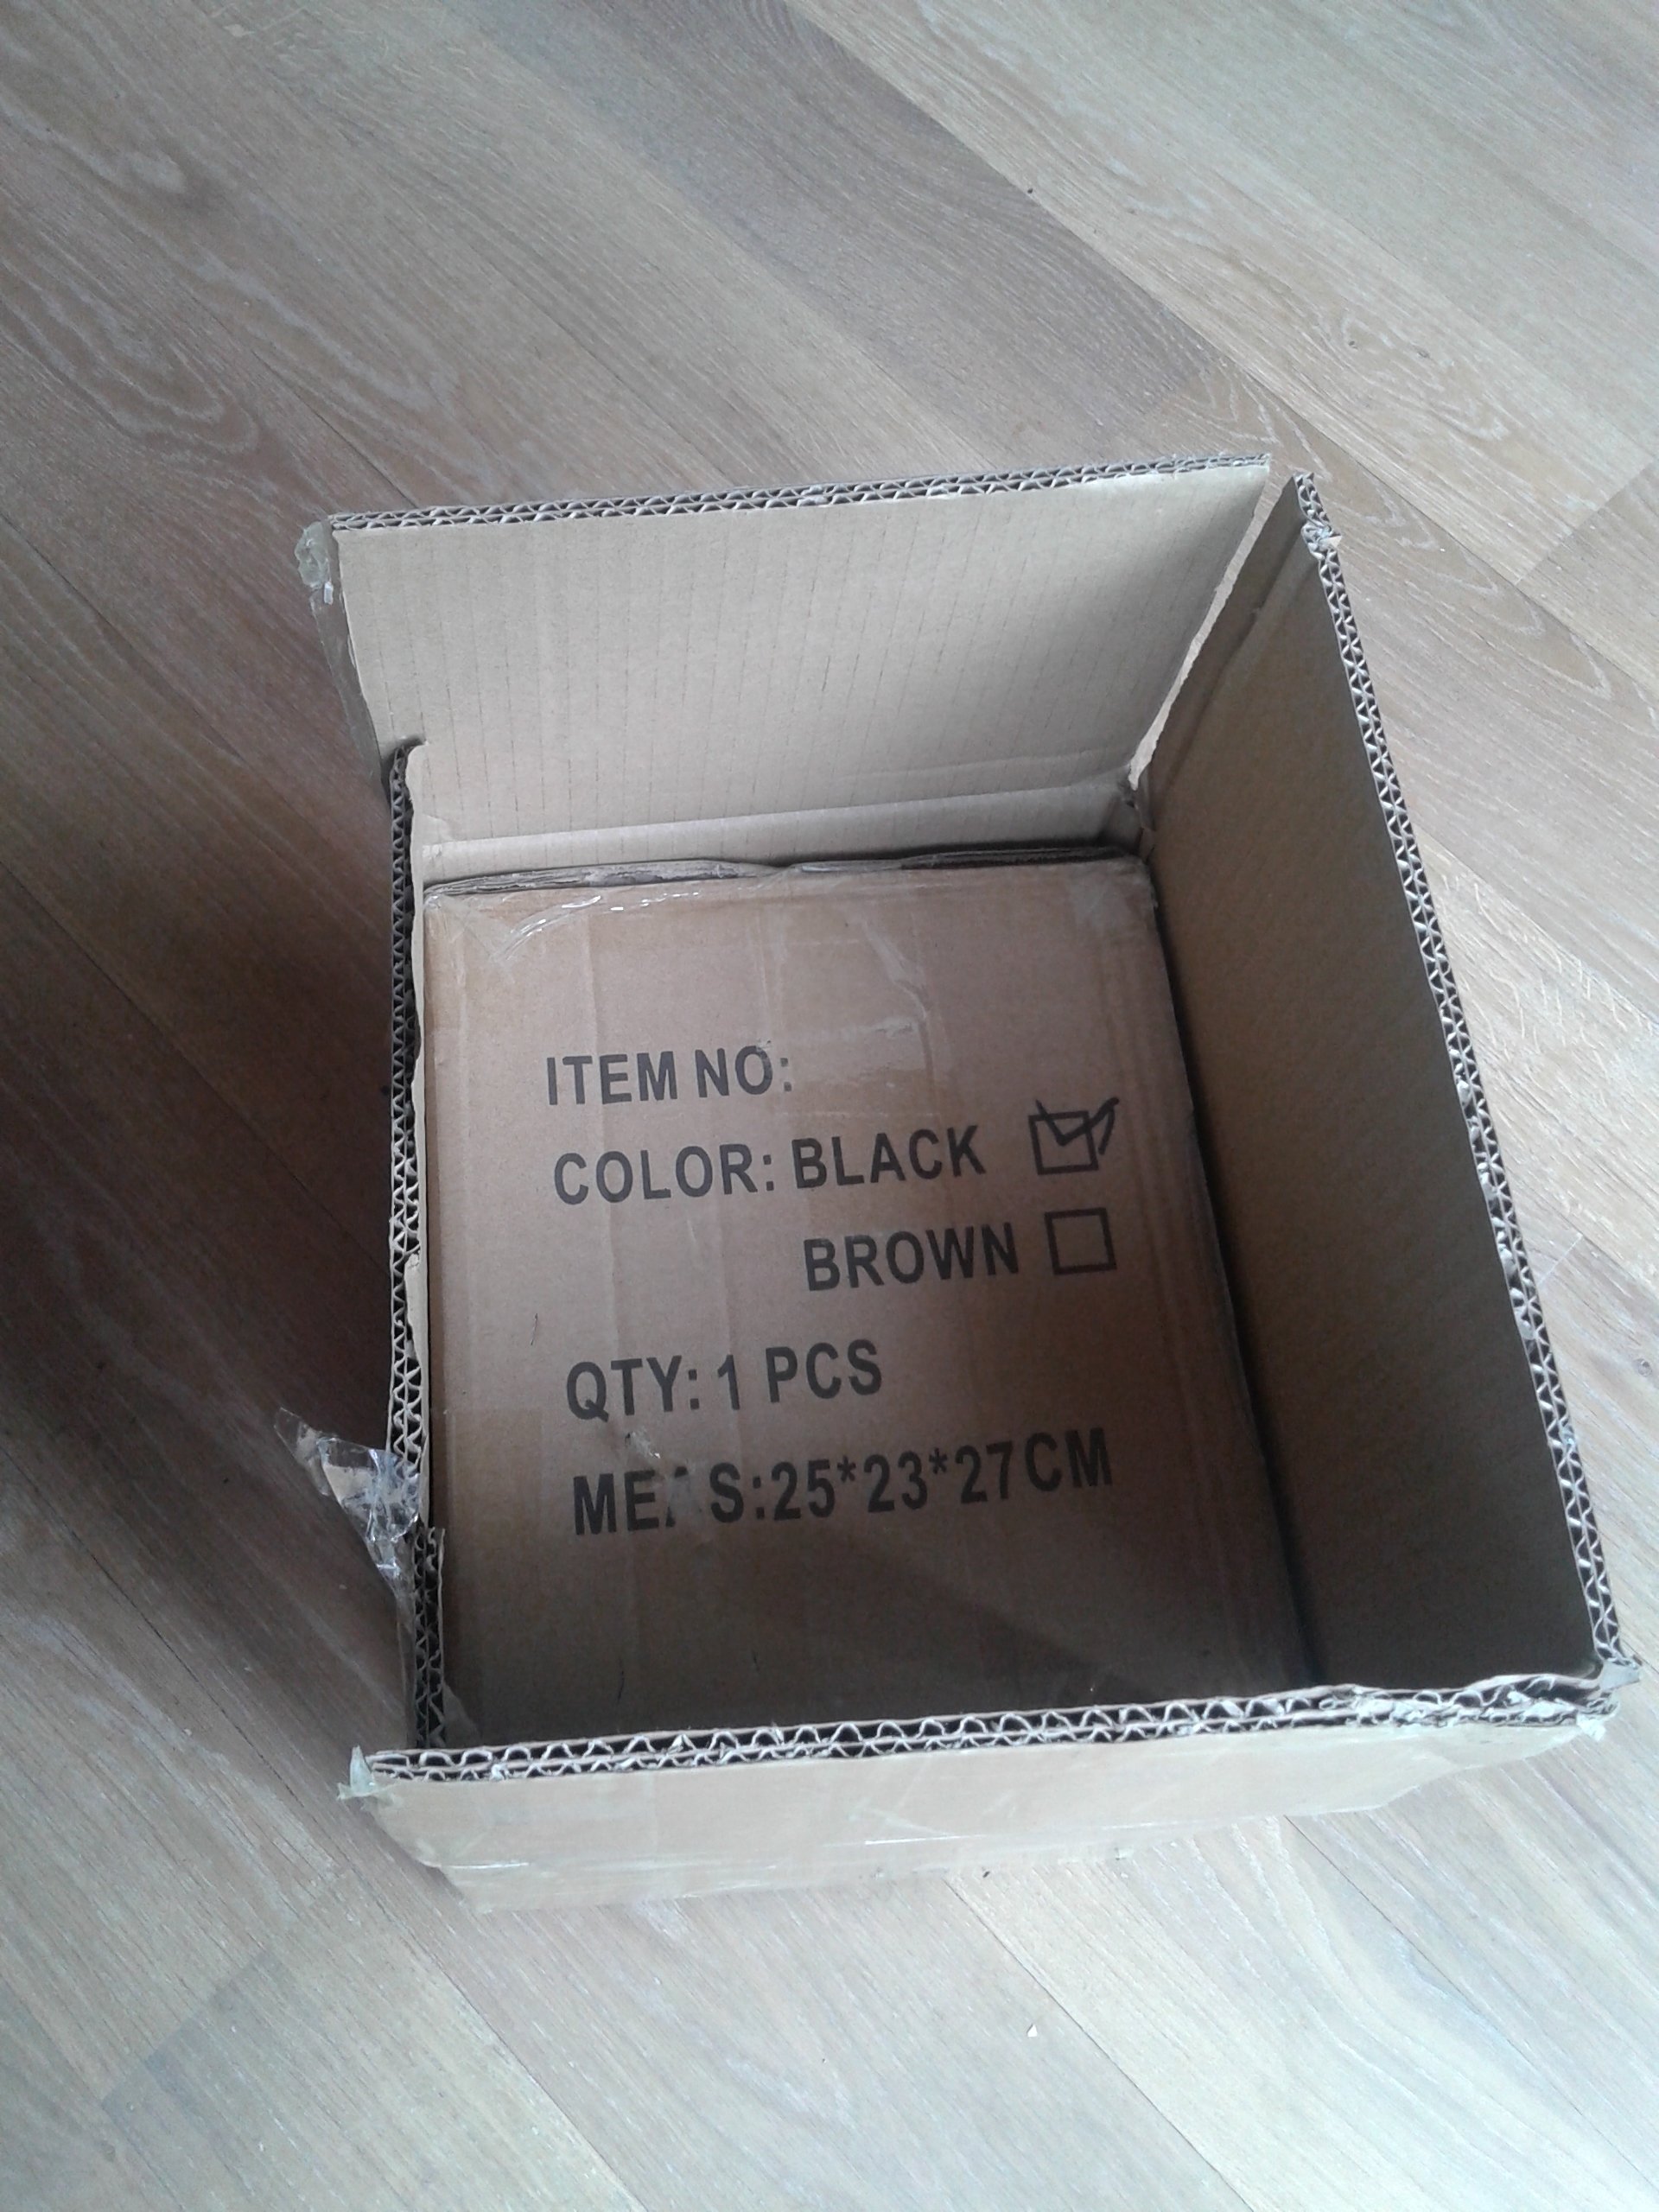 ITEM NO:
COLOR: BLACK
BROWN
QTY: 1 PCS
MEAS:25*23*27CM